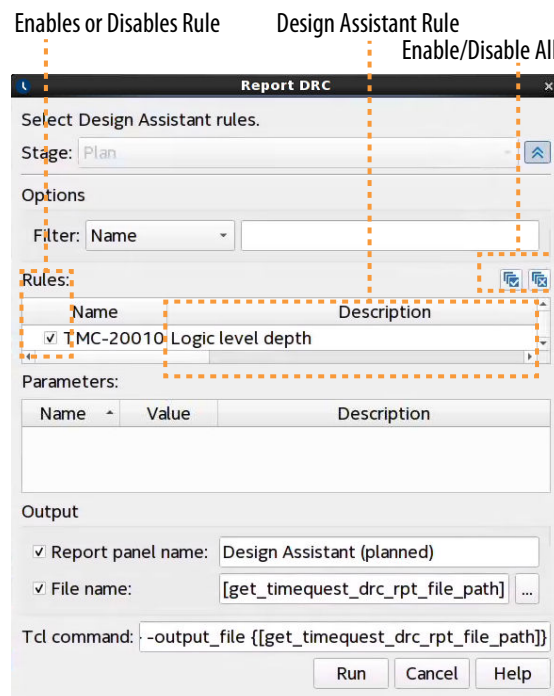 Enables or Disables Rule
Design Assistant Rule
Enable/Disable All
Report DRC
Select Design Assistant rules.
Stage: Plan
Options
Filter: Name
Rules:
Name Description
TMC-20010 Logic level depth
Parameters:
Name Value Description
Output
Report panel name: Design Assistant (planned)
File name: [get_timequest_drc_rpt_file_path] ...
Tcl command: -output_file {[get_timequest_drc_rpt_file_path]}
Run Cancel Help